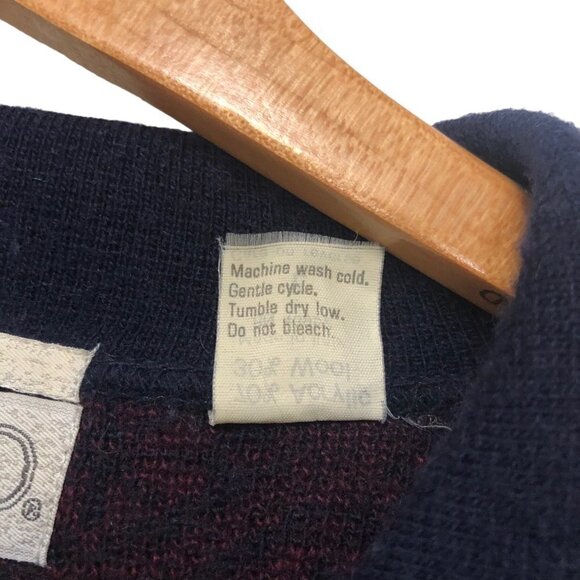 Machine wash cold.
Gentle cycle.
Tumble dry low.
Do not bleach.
30% Wool
70% Acrylic
®